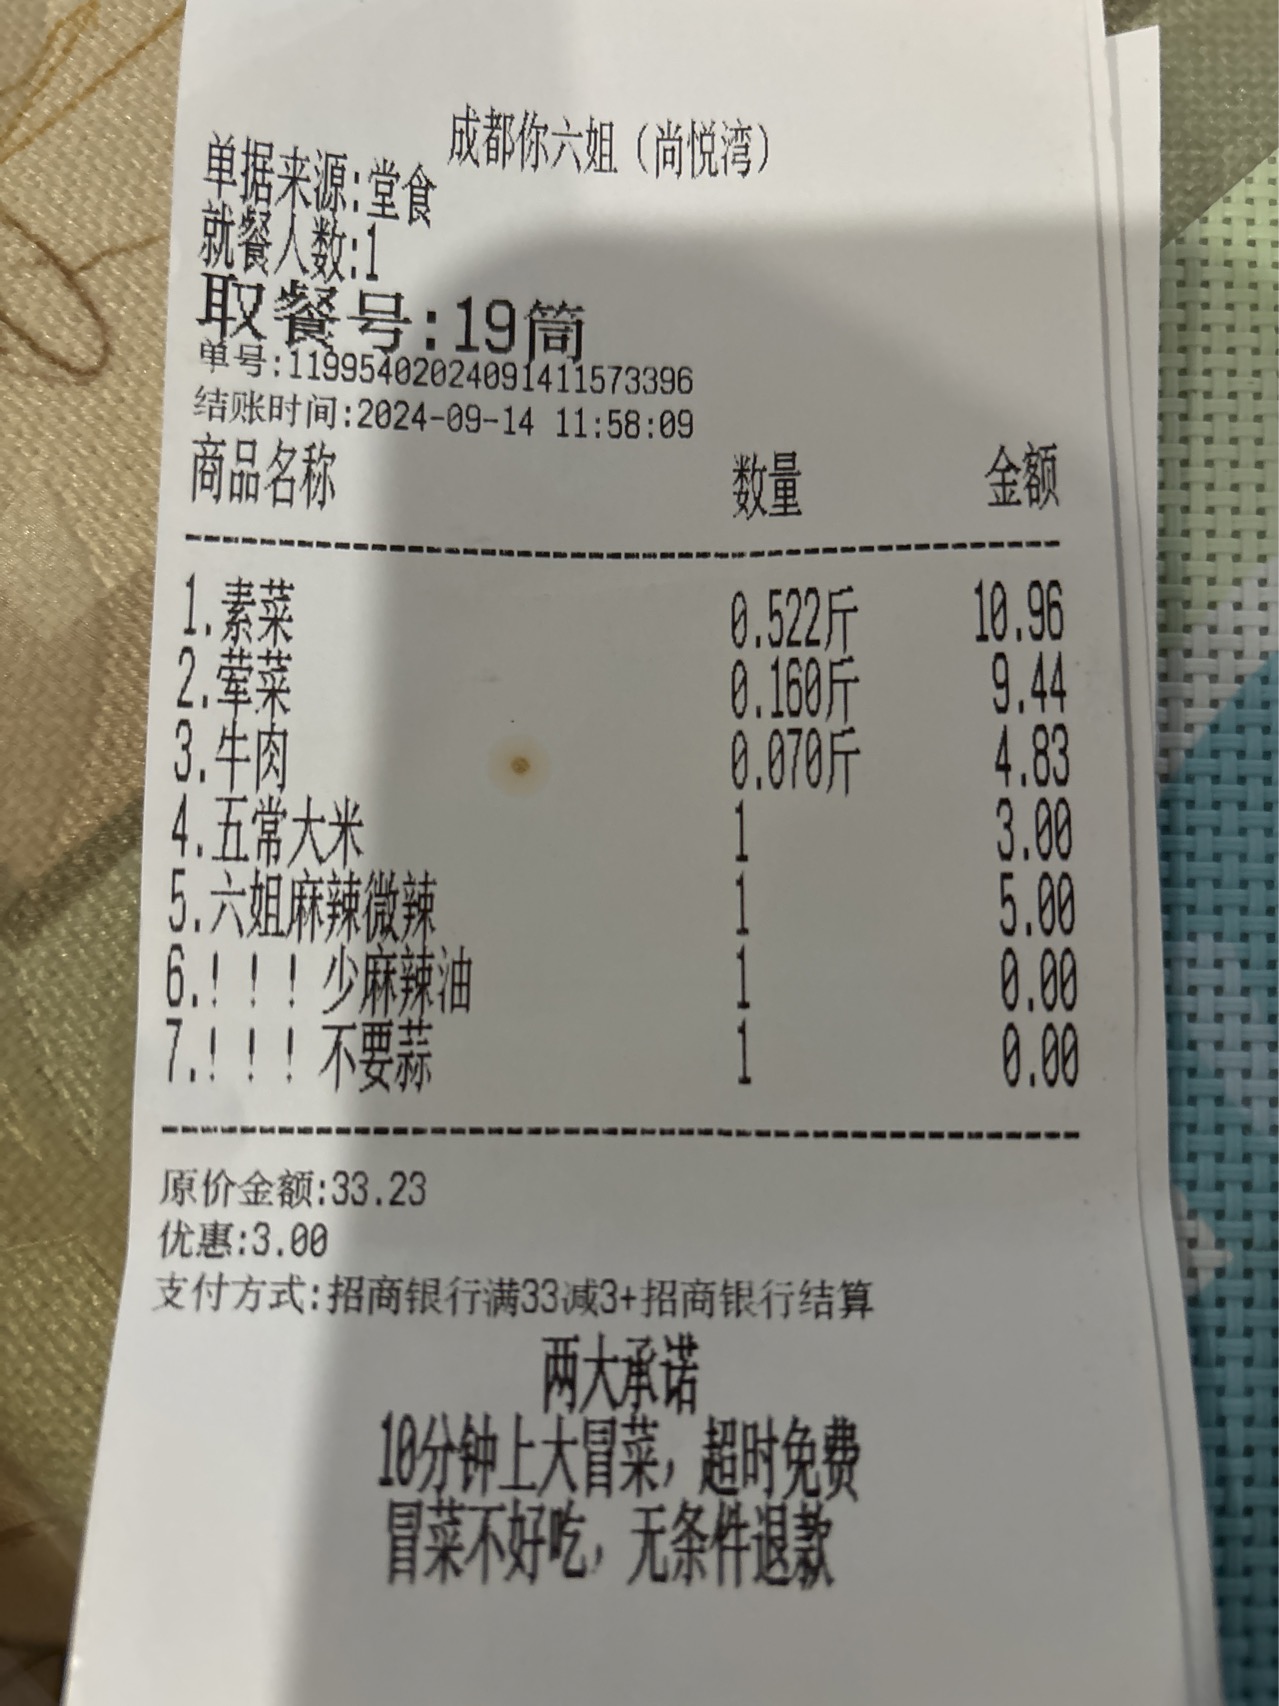 成都你六姐（尚悦湾）
单据来源:堂食
就餐人数:1
取餐号:19筒
单号:11995402024091411573396
结账时间:2024-09-14 11:58:09
商品名称 数量 金额
1.素菜 0.522斤 10.96
2.荤菜 0.160斤 9.44
3.牛肉 0.070斤 4.83
4.五常大米 1 3.00
5.六姐麻辣微辣 1 5.00
6.！！！少麻辣油 1 0.00
7.！！！不要蒜 1 0.00
原价金额:33.23
优惠:3.00
支付方式:招商银行满33减3+招商银行结算
两大承诺
10分钟上大冒菜，超时免费
冒菜不好吃，无条件退款